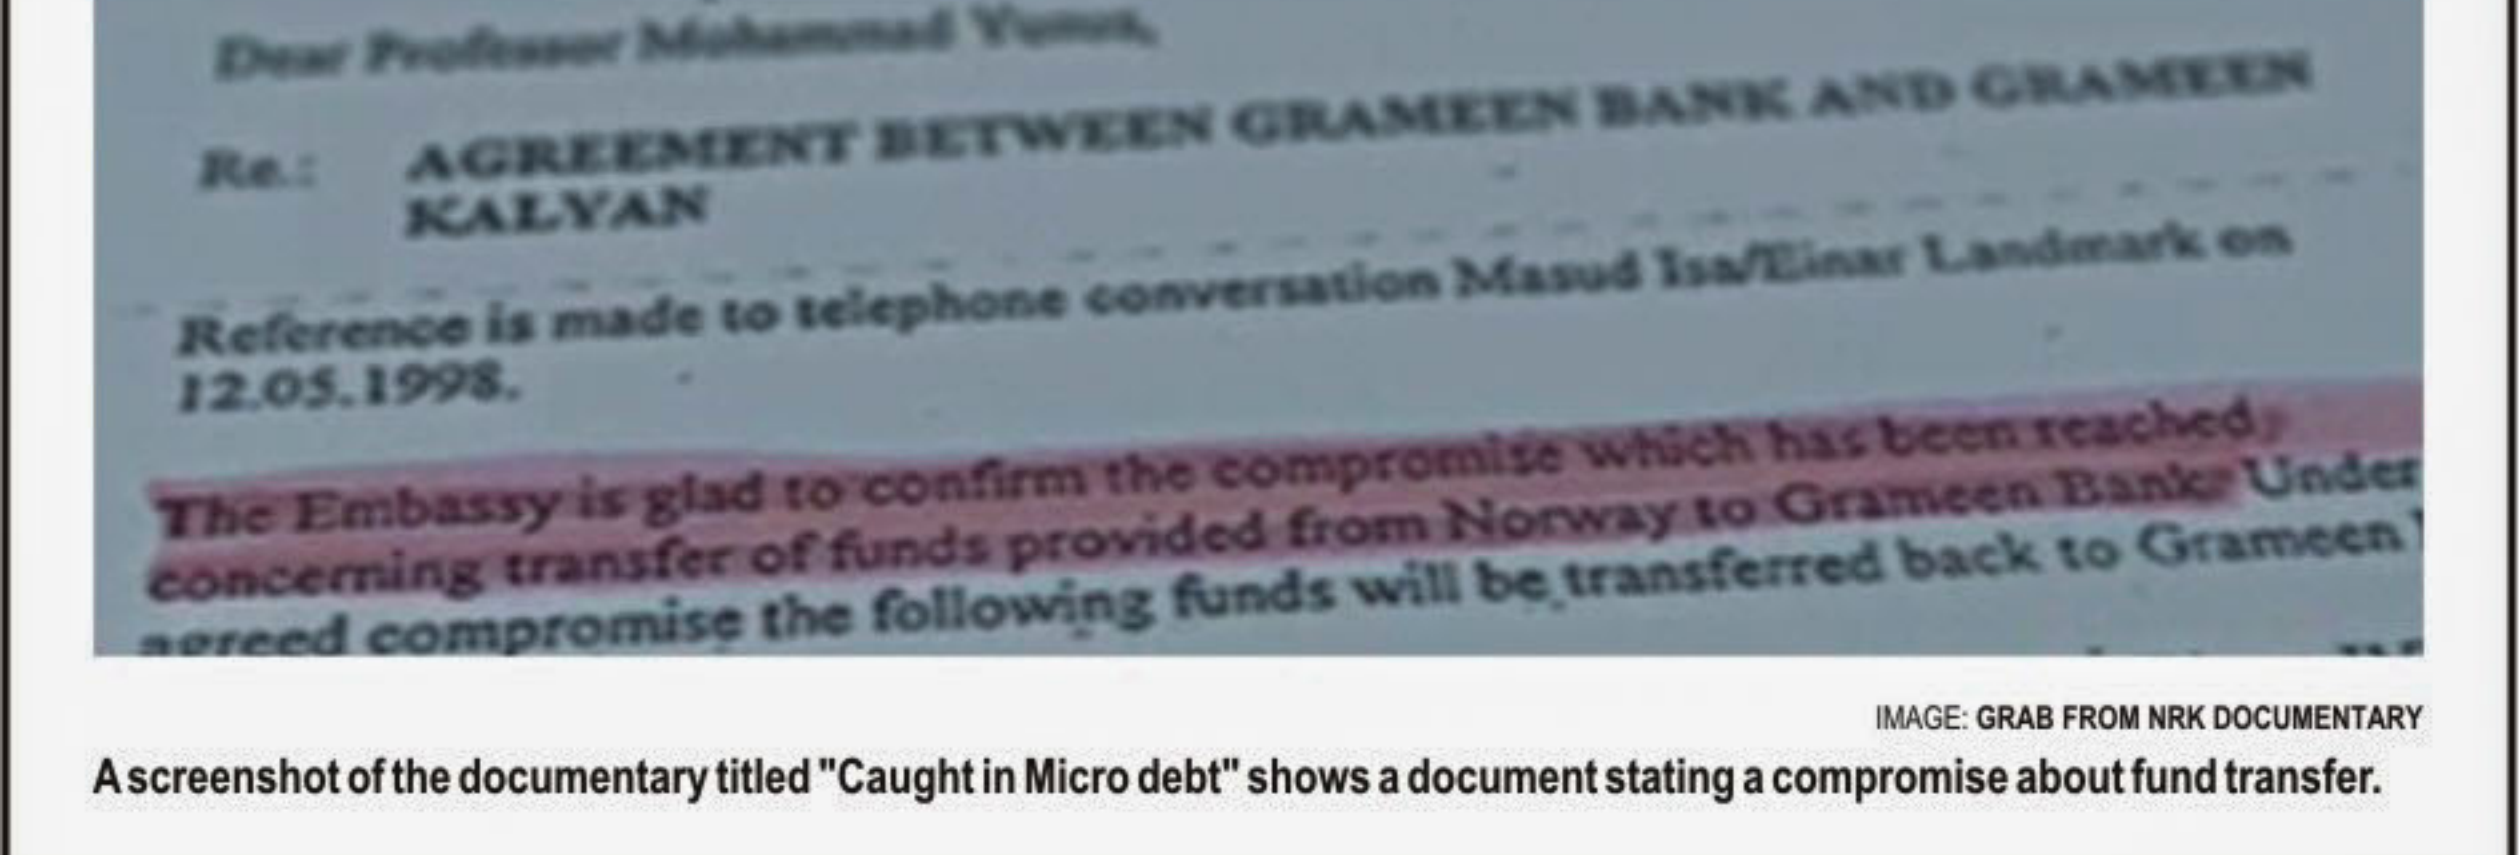 Dear Professor Mohammad Yunus,
Re.: AGREEMENT BETWEEN GRAMEEN BANK AND GRAMEEN
KALYAN
Reference is made to telephone conversation Masud Isa/Einar Landmark on
12.05.1998.
The Embassy is glad to confirm the compromise which has been reached
concerning transfer of funds provided from Norway to Grameen Bank. Under
agreed compromise the following funds will be transferred back to Grameen
IMAGE: GRAB FROM NRK DOCUMENTARY
A screenshot of the documentary titled "Caught in Micro debt" shows a document stating a compromise about fund transfer.